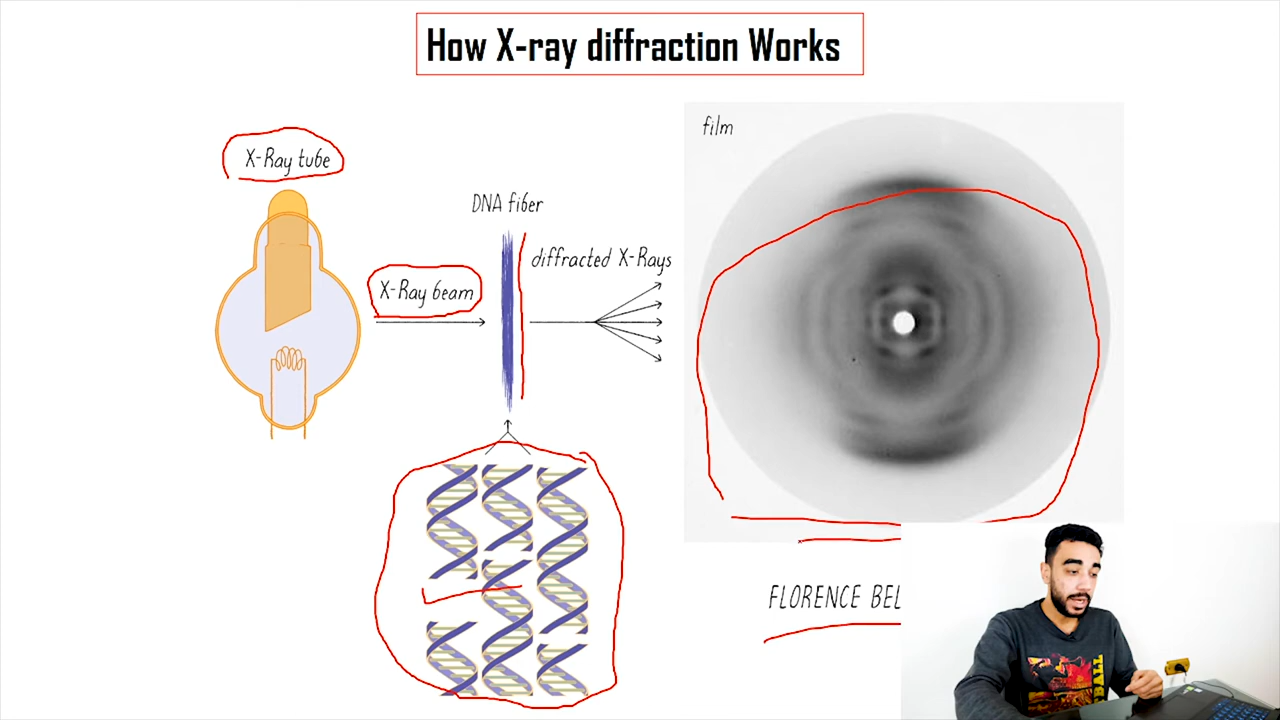 How X-ray diffraction Works
film
X-Ray tube
DNA fiber
diffracted X-Rays
X-Ray beam
FLORENCE BEL